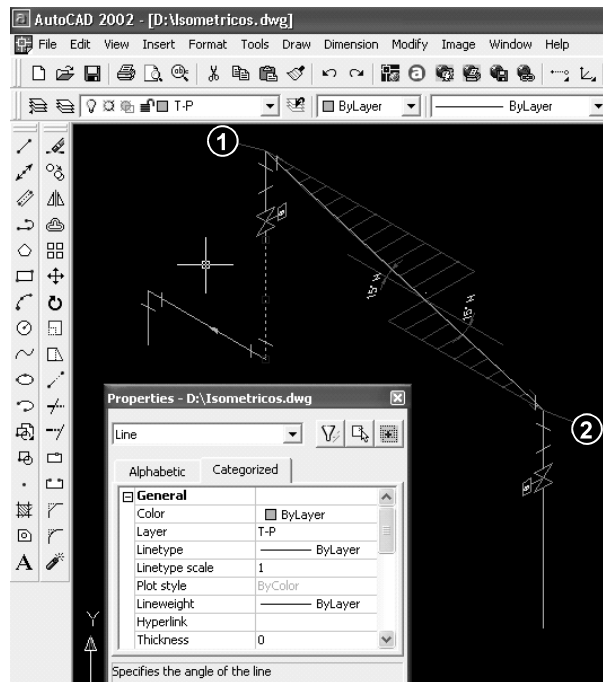 AutoCAD 2002 - [D:\Isometricos.dwg]
File Edit View Insert Format Tools Draw Dimension Modify Image Window Help
T-P ByLayer ByLayer
1
15° H
15° H
2
Properties - D:\Isometricos.dwg
Line
Alphabetic Categorized
General
Color ByLayer
Layer T-P
Linetype ByLayer
Linetype scale 1
Plot style ByColor
Lineweight ByLayer
Hyperlink
Thickness 0
Specifies the angle of the line
Y
A